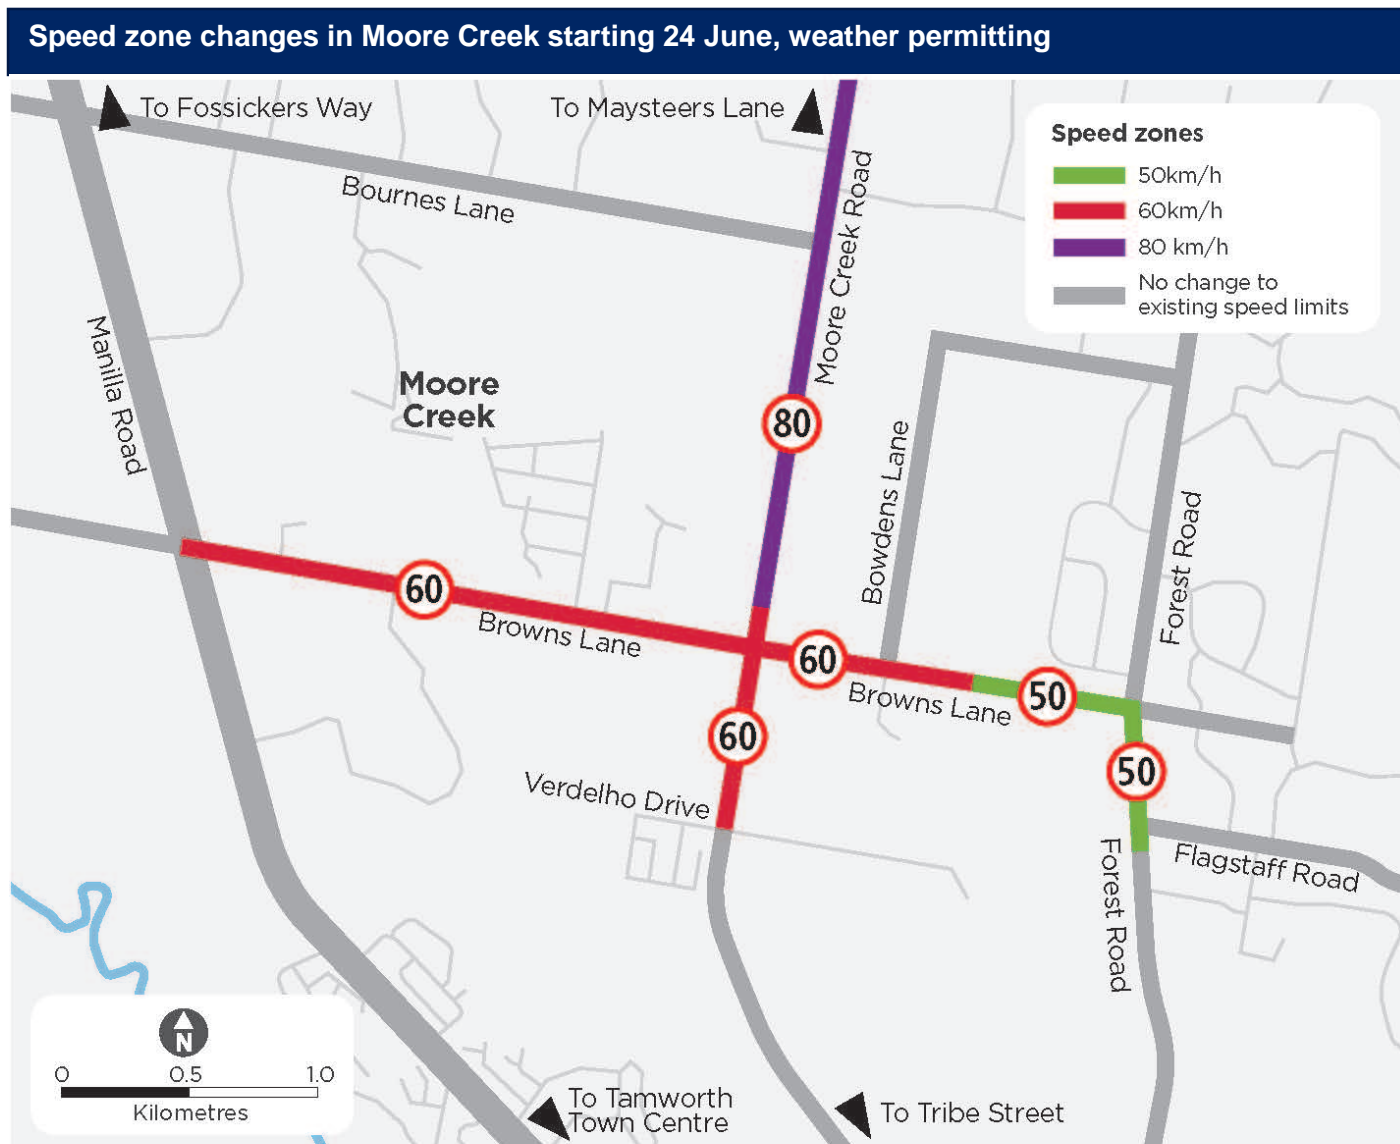 Speed zone changes in Moore Creek starting 24 June, weather permitting
To Fossickers Way
To Maysteers Lane
Speed zones
50km/h
60km/h
80 km/h
No change to
existing speed limits
Bournes Lane
Moore Creek Road
Manilla Road
Moore
Creek
80
Bowdens Lane
Forest Road
60
Browns Lane
60
Browns Lane
50
60
50
Verdelho Drive
Flagstaff Road
Forest Road
N
0 0.5 1.0
Kilometres
To Tamworth
Town Centre
To Tribe Street